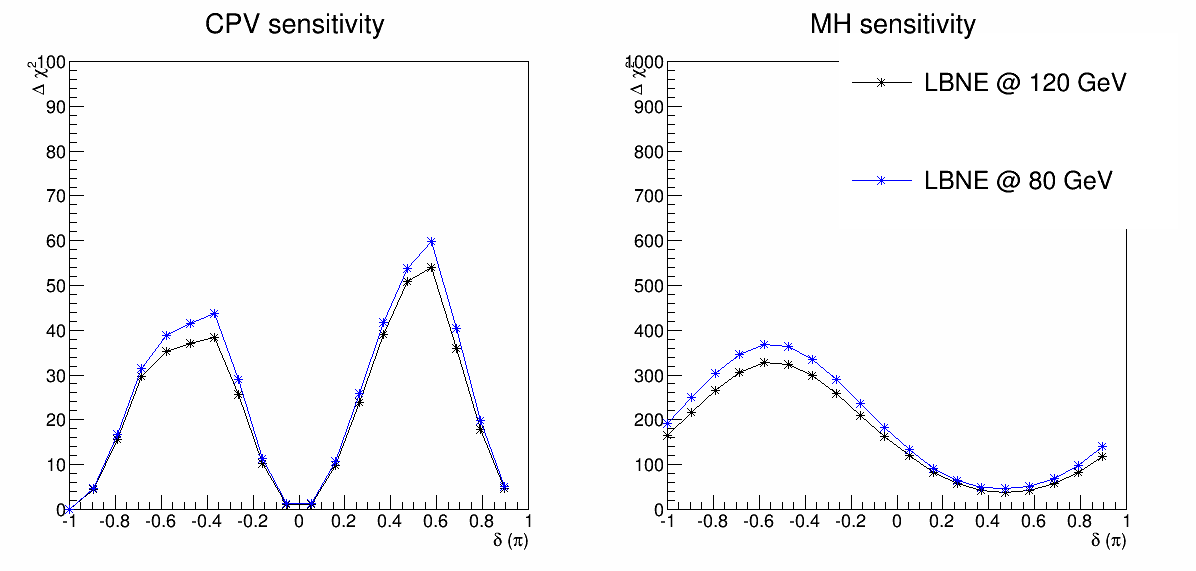 CPV sensitivity
Δ χ²
100
90
80
70
60
50
40
30
20
10
0
-1 -0.8 -0.6 -0.4 -0.2 0 0.2 0.4 0.6 0.8 1
δ (π)
MH sensitivity
Δ χ²
1000
900
800
700
600
500
400
300
200
100
0
-1 -0.8 -0.6 -0.4 -0.2 0 0.2 0.4 0.6 0.8 1
δ (π)
LBNE @ 120 GeV
LBNE @ 80 GeV